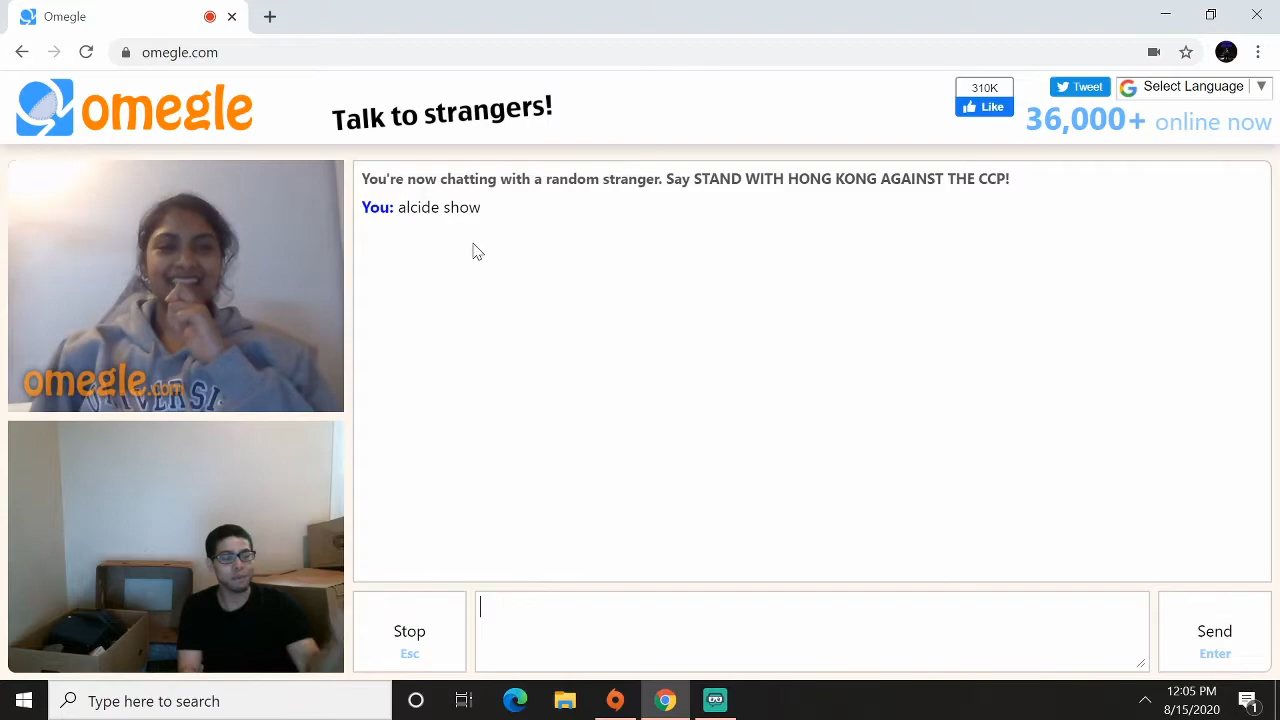 Omegle
omegle.com
omegle
Talk to strangers!
310K
Like
Tweet
Select Language
36,000+ online now
You're now chatting with a random stranger. Say STAND WITH HONG KONG AGAINST THE CCP!
You: alcide show
omegle.com
UNIVERSI
Stop
Esc
Send
Enter
Type here to search
12:05 PM
8/15/2020
1